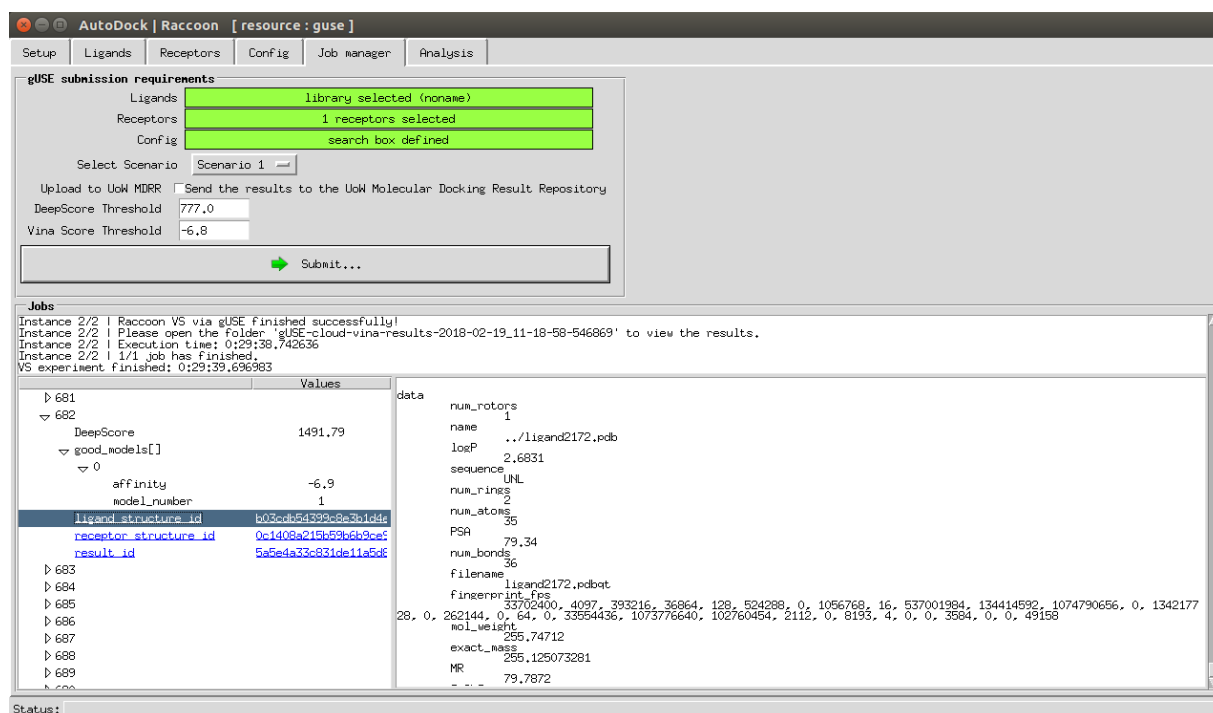 AutoDock | Raccoon [ resource : guse ]
Setup Ligands Receptors Config Job manager Analysis
gUSE submission requirements
Ligands library selected (noname)
Receptors 1 receptors selected
Config search box defined
Select Scenario Scenario 1
Upload to UoW MDRR Send the results to the UoW Molecular Docking Result Repository
DeepScore Threshold 777.0
Vina Score Threshold -6.8
Submit...
Jobs
Instance 2/2 | Raccoon VS via gUSE finished successfully!
Instance 2/2 | Please open the folder 'gUSE-cloud-vina-results-2018-02-19_11-18-58-546869' to view the results.
Instance 2/2 | Execution time: 0:29:38.742636
Instance 2/2 | 1/1 job has finished.
VS experiment finished: 0:29:39.696983
Values
681
682
DeepScore 1491.79
good_models[]
0
affinity -6.9
model_number 1
ligand_structure_id b03cdb54399c8e3b1d4e
receptor_structure_id 0c1408a215b59b6b9ce9
result_id 5a5e4a33c831de11a5d8
683
684
685
686
687
688
689
data
num_rotors
1
name
../ligand2172.pdb
logP
2.6831
sequence
UNL
num_rings
2
num_atoms
35
PSA
79.34
num_bonds
36
filename
ligand2172.pdbqt
fingerprint_fps
33702400, 4097, 393216, 36864, 128, 524288, 0, 1056768, 16, 537001984, 134414592, 1074790656, 0, 1342177
28, 0, 262144, 0, 64, 0, 33554436, 1073776640, 102760454, 2112, 0, 8193, 4, 0, 0, 3584, 0, 0, 49158
mol_weight
255.74712
exact_mass
255.125073281
MR
79.7872
Status: